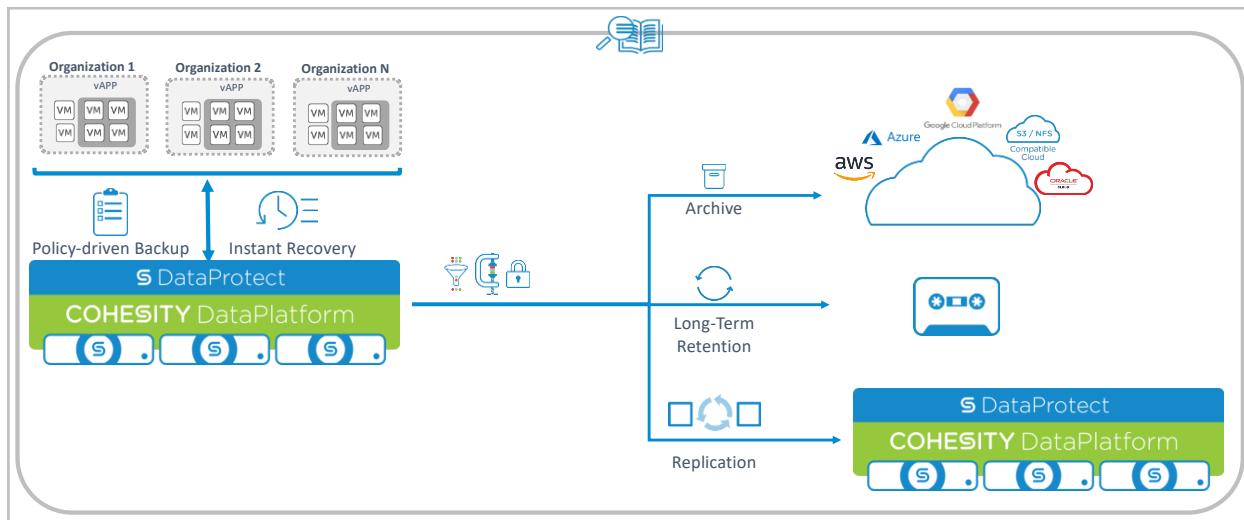 Organization 1
Organization 2
Organization N
vAPP
vAPP
vAPP
VM VM VM
VM VM VM
VM VM VM
VM VM VM
VM VM VM
VM VM VM
Policy-driven Backup
Instant Recovery
S DataProtect
COHESITY DataPlatform
S
S
S
Archive
Long-Term
Retention
Replication
Google Cloud Platform
Azure
aws
S3 / NFS
Compatible
Cloud
ORACLE
CLOUD
S DataProtect
COHESITY DataPlatform
S
S
S